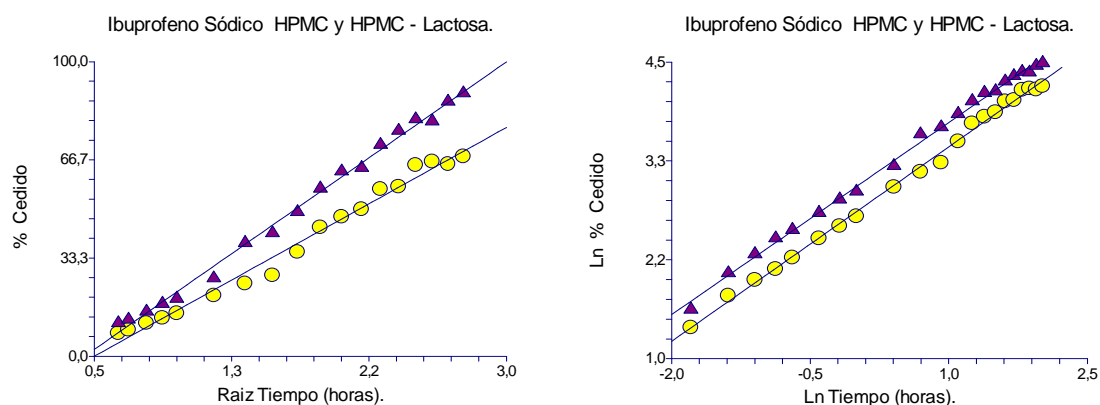 Ibuprofeno Sódico HPMC y HPMC - Lactosa.
100,0
66,7
33,3
0,0
% Cedido
0,5
1,3
2,2
3,0
Raiz Tiempo (horas).
Ibuprofeno Sódico HPMC y HPMC - Lactosa.
4,5
3,3
2,2
1,0
Ln % Cedido
-2,0
-0,5
1,0
2,5
Ln Tiempo (horas).